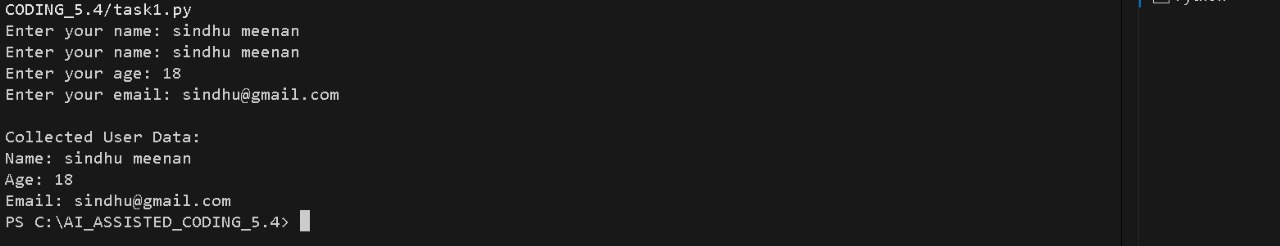 CODING_5.4/task1.py
Enter your name: sindhu meenan
Enter your name: sindhu meenan
Enter your age: 18
Enter your email: sindhu@gmail.com
Collected User Data:
Name: sindhu meenan
Age: 18
Email: sindhu@gmail.com
PS C:\AI_ASSISTED_CODING_5.4>